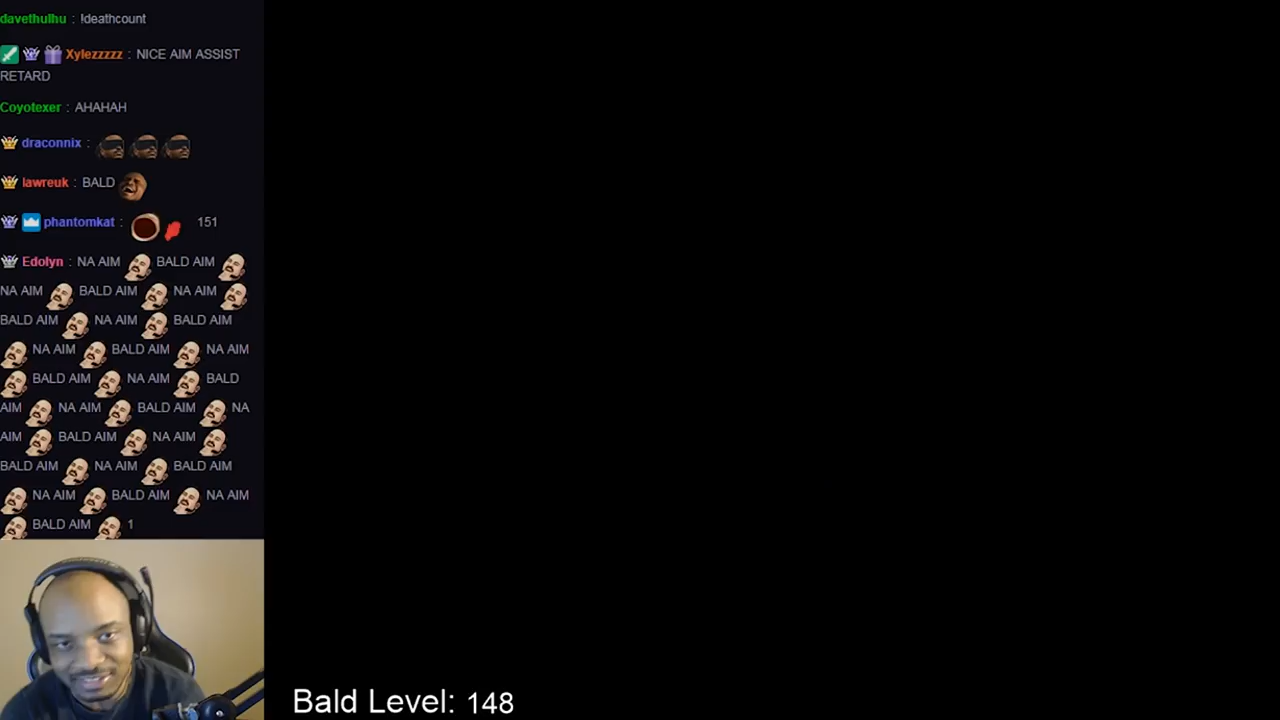 davethulhu : !deathcount
Xylezzzzz : NICE AIM ASSIST
RETARD
Coyotexer : AHAHAH
draconnix :
lawreuk : BALD
phantomkat : 151
Edolyn : NA AIM BALD AIM
NA AIM BALD AIM NA AIM
BALD AIM NA AIM BALD AIM
NA AIM BALD AIM NA AIM
BALD AIM NA AIM BALD
AIM NA AIM BALD AIM NA
AIM BALD AIM NA AIM
BALD AIM NA AIM BALD AIM
NA AIM BALD AIM NA AIM
BALD AIM 1
Bald Level: 148